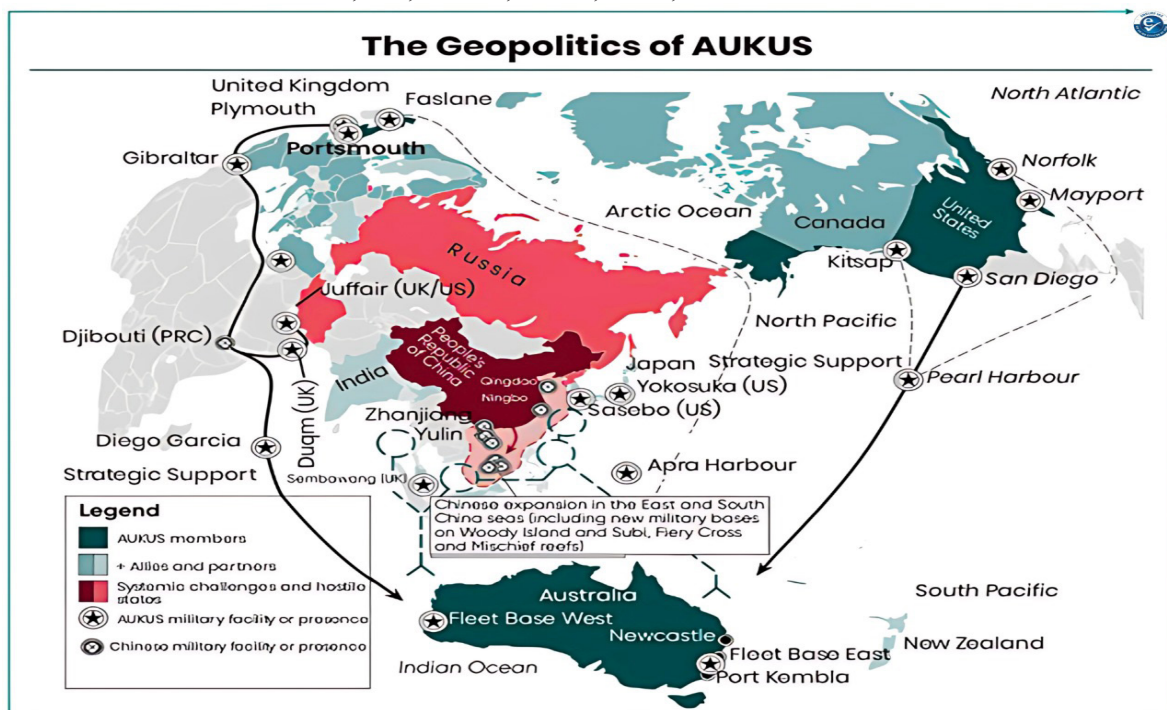 The Geopolitics of AUKUS
United Kingdom
Plymouth
Faslane
North Atlantic
Portsmouth
Gibraltar
Norfolk
Mayport
Arctic Ocean
Canada
United
States
Russia
Kitsap
San Diego
Juffair (UK/US)
Djibouti (PRC)
North Pacific
People's
Republic
of China
India
Japan
Strategic Support
Qingdao
Yokosuka (US)
Pearl Harbour
Ningbo
Sasebo (US)
Zhanjiang
Yulin
Duqm (UK)
Diego Garcia
Strategic Support
Sembawang (UK)
Apra Harbour
Chinese expansion in the East and South
China seas (including new military bases
on Woody Island and Subi, Fiery Cross
and Mischief reefs)
Legend
AUKUS members
+ Allies and partners
Systemic challenges and hostile
states
AUKUS military facility or presence
Chinese military facility or presence
Australia
South Pacific
Fleet Base West
Newcastle
New Zealand
Fleet Base East
Indian Ocean
Port Kembla